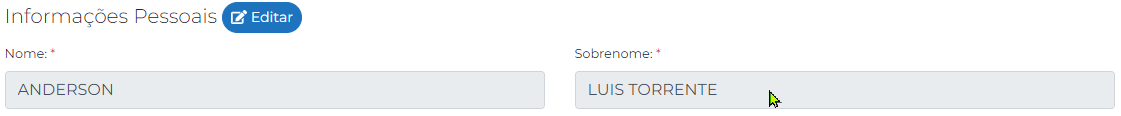 Informações Pessoais Editar
Nome: * Sobrenome: *
ANDERSON LUIS TORRENTE